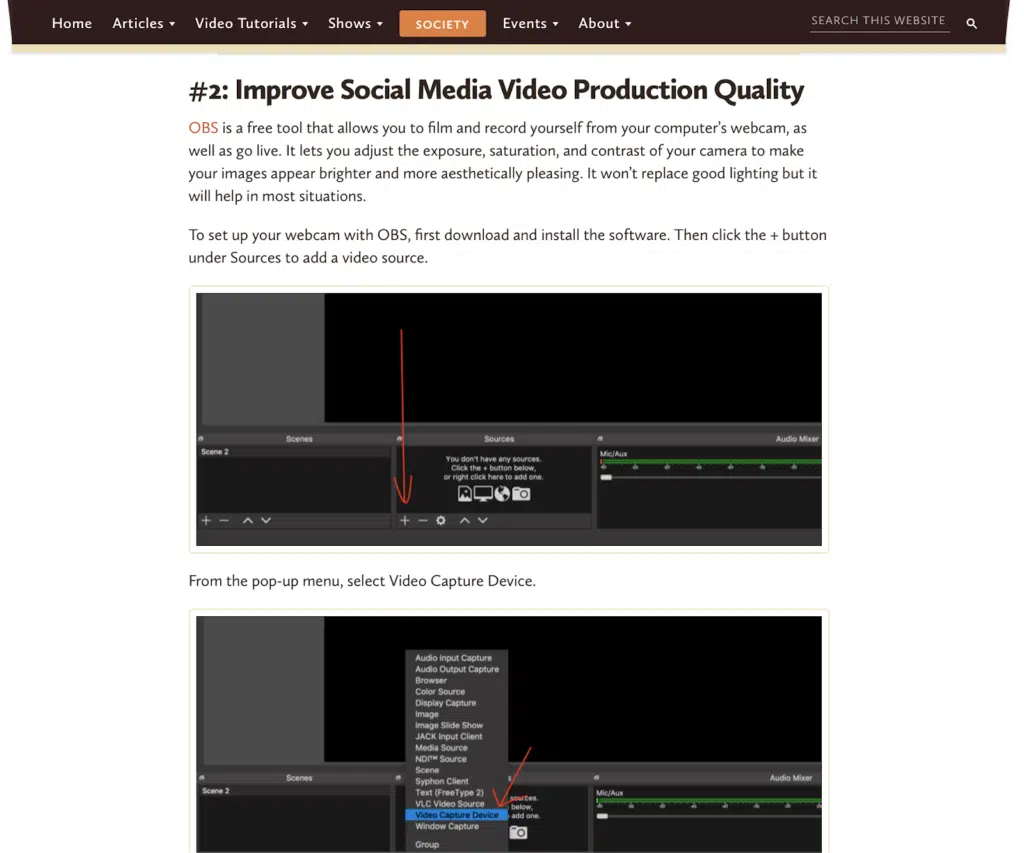 Home Articles Video Tutorials Shows SOCIETY Events About SEARCH THIS WEBSITE
#2: Improve Social Media Video Production Quality
OBS is a free tool that allows you to film and record yourself from your computer's webcam, as
well as go live. It lets you adjust the exposure, saturation, and contrast of your camera to make
your images appear brighter and more aesthetically pleasing. It won't replace good lighting but it
will help in most situations.
To set up your webcam with OBS, first download and install the software. Then click the + button
under Sources to add a video source.
Scenes Sources Audio Mixer
Scene 2
You don't have any sources.
Click the + button below,
or right click here to add one.
Mic/Aux
From the pop-up menu, select Video Capture Device.
Audio Input Capture
Audio Output Capture
Browser
Color Source
Display Capture
Image
Image Slide Show
JACK Input Client
Media Source
NDI™ Source
Scene
Syphon Client
Text (FreeType 2)
VLC Video Source
Video Capture Device
Window Capture
Group
Scenes Audio Mixer
Scene 2
sources.
below,
add one.
Mic/Aux